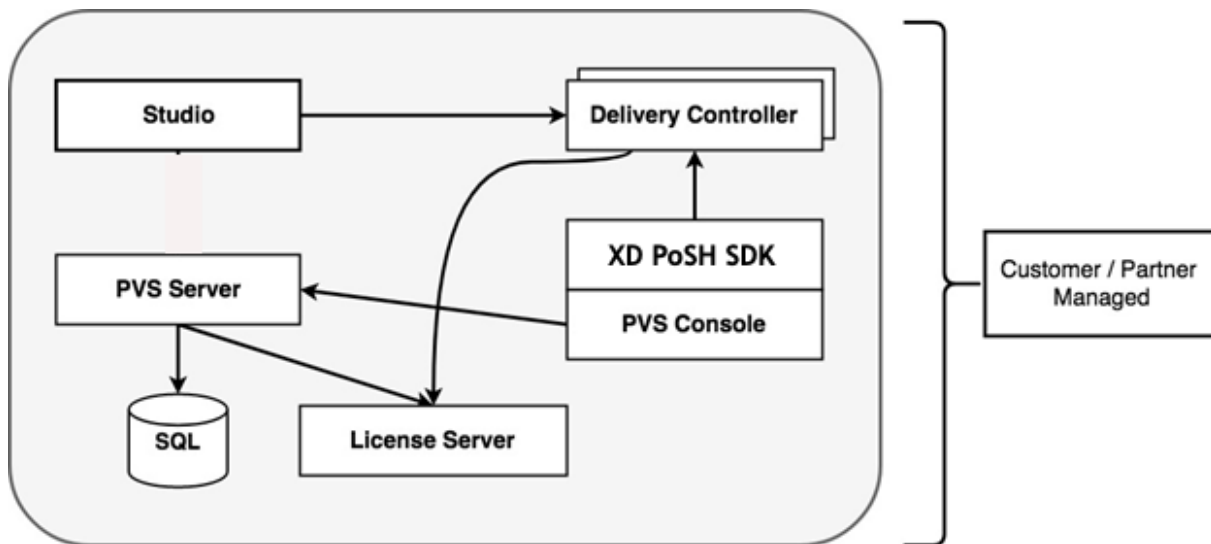 Studio
Delivery Controller
XD PoSH SDK
PVS Server
PVS Console
SQL
License Server
Customer / Partner
Managed